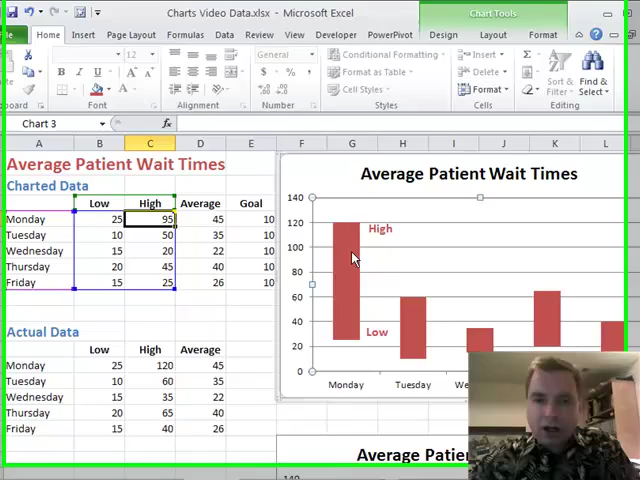 Charts Video Data.xlsx - Microsoft Excel
Chart Tools
File Home Insert Page Layout Formulas Data Review View Developer PowerPivot Design Layout Format
12
General
Conditional Formatting
Insert
Format as Table
Delete
Cell Styles
Format
Sort & Filter
Find & Select
Paste
Clipboard
Font
Alignment
Number
Styles
Cells
Editing
Chart 3
fx
A B C D E F G H I J K L
Average Patient Wait Times
Charted Data
Low High Average Goal
Monday 25 95 45 10
Tuesday 10 50 35 10
Wednesday 15 20 22 10
Thursday 20 45 40 10
Friday 15 25 26 10
Actual Data
Low High Average
Monday 25 120 45
Tuesday 10 60 35
Wednesday 15 35 22
Thursday 20 65 40
Friday 15 40 26
Average Patient Wait Times
140
120
100
80
60
40
20
0
High
Low
Monday Tuesday
Average
140